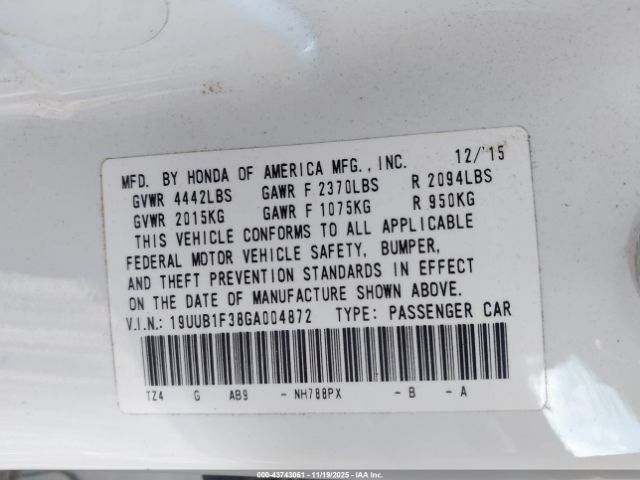 MFD. BY HONDA OF AMERICA MFG., INC. 12/'15
GVWR 4442LBS GAWR F 2370LBS R 2094LBS
GVWR 2015KG GAWR F 1075KG R 950KG
THIS VEHICLE CONFORMS TO ALL APPLICABLE
FEDERAL MOTOR VEHICLE SAFETY, BUMPER,
AND THEFT PREVENTION STANDARDS IN EFFECT
ON THE DATE OF MANUFACTURE SHOWN ABOVE.
V.I.N.: 19UUB1F38GA004872 TYPE: PASSENGER CAR
TZ4 G AB9 - NH788PX - B - A
000-43743061 - 11/19/2025 - IAA Inc.